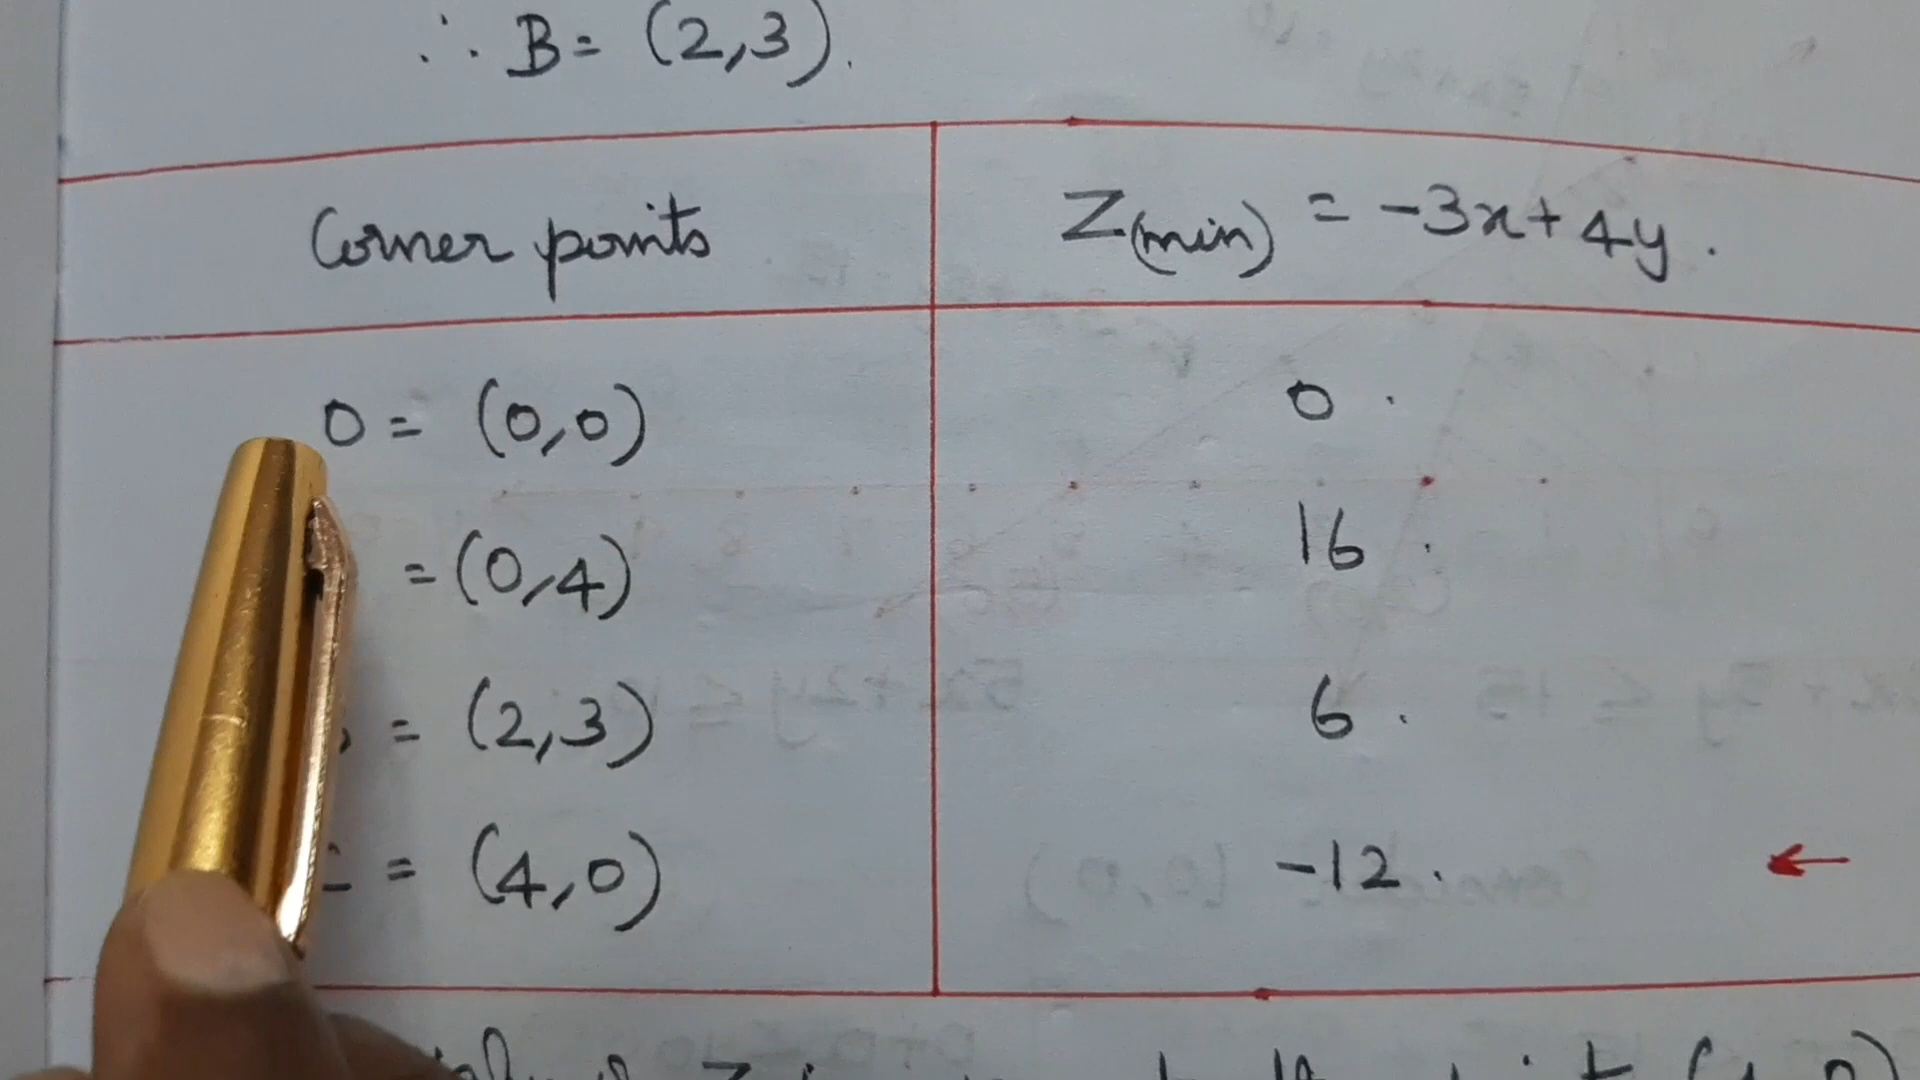 ∴ B = (2,3).
Corner points Z(min) = -3x+4y.
O = (0,0) 0.
= (0,4) 16.
= (2,3) 6.
= (4,0) -12. ←